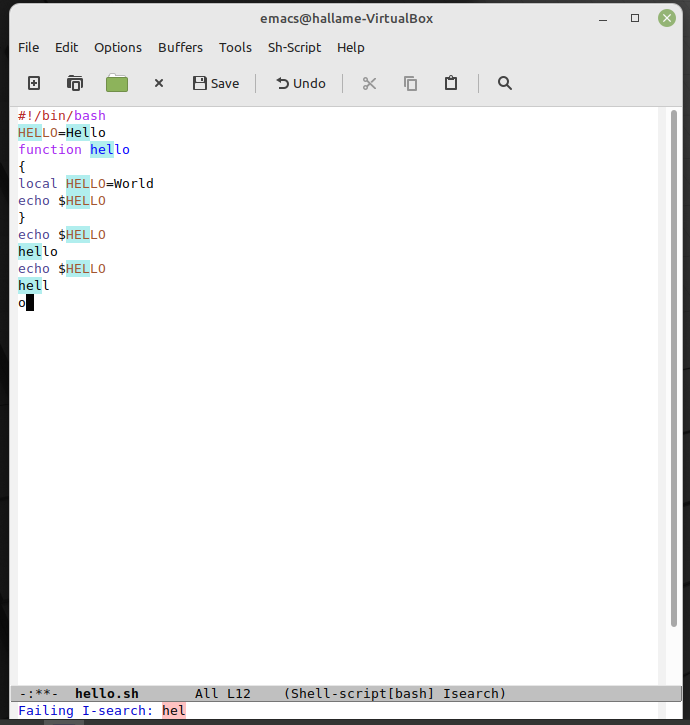 emacs@hallame-VirtualBox
File Edit Options Buffers Tools Sh-Script Help
Save Undo
#!/bin/bash
HELLO=Hello
function hello
{
local HELLO=World
echo $HELLO
}
echo $HELLO
hello
echo $HELLO
hell
o
-:**- hello.sh All L12 (Shell-script[bash] Isearch)
Failing I-search: hel